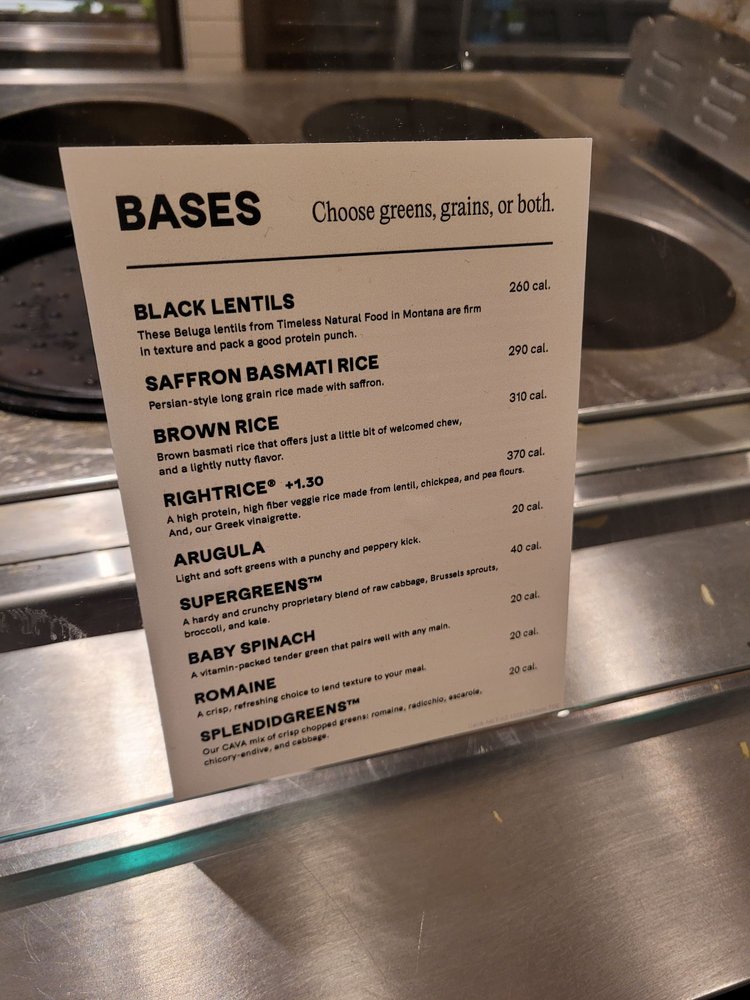 BASES
Choose greens, grains, or both.
BLACK LENTILS
260 cal.
These Beluga lentils from Timeless Natural Food in Montana are firm
in texture and pack a good protein punch.
SAFFRON BASMATI RICE
290 cal.
Persian-style long grain rice made with saffron.
BROWN RICE
310 cal.
Brown basmati rice that offers just a little bit of welcomed chew,
and a lightly nutty flavor.
RIGHTRICE® +1.30
370 cal.
A high protein, high fiber veggie rice made from lentil, chickpea, and pea flours.
And, our Greek vinaigrette.
ARUGULA
20 cal.
Light and soft greens with a punchy and peppery kick.
SUPERGREENS™
40 cal.
A hardy and crunchy proprietary blend of raw cabbage, Brussels sprouts,
broccoli, and kale.
BABY SPINACH
20 cal.
A vitamin-packed tender green that pairs well with any main.
ROMAINE
20 cal.
A crisp, refreshing choice to lend texture to your meal.
SPLENDIDGREENS™
20 cal.
Our CAVA mix of crisp chopped greens: romaine, radicchio, escarole,
chicory-endive, and cabbage.